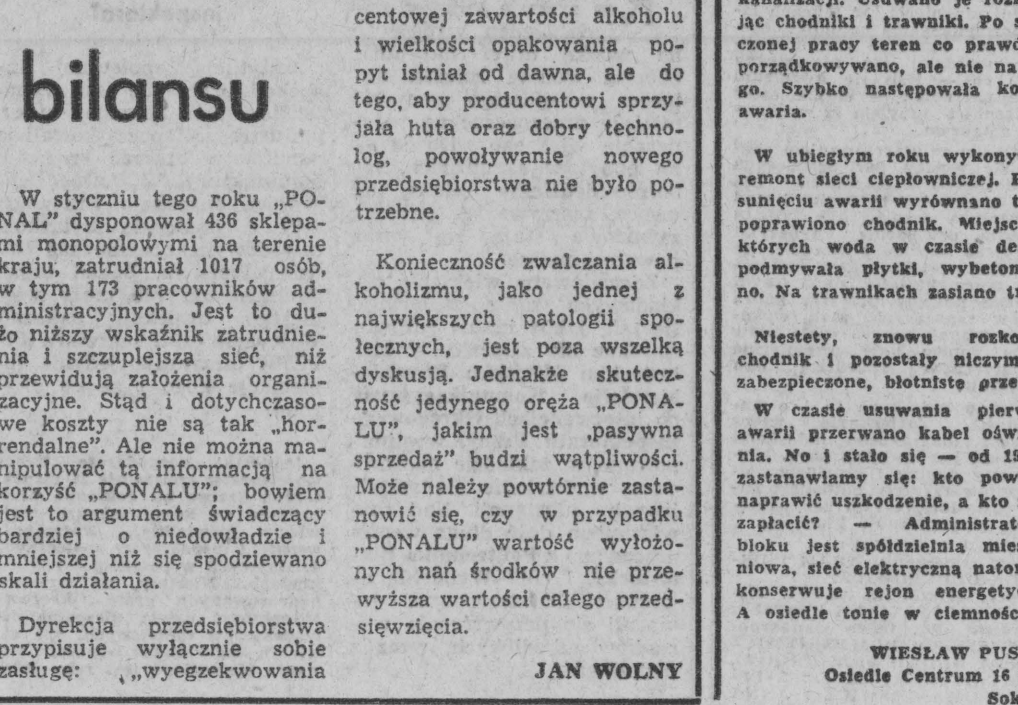 bilansu
W styczniu tego roku „PO-
NAL” dysponował 436 sklepa-
mi monopolowymi na terenie
kraju, zatrudniał 1017 osób,
w tym 173 pracowników ad-
ministracyjnych. Jest to du-
żo niższy wskaźnik zatrudnie-
nia i szczuplejsza sieć, niż
przewidują założenia organi-
zacyjne. Stąd i dotychczaso-
we koszty nie są tak „hor-
rendalne”. Ale nie można ma-
nipulować tą informacją na
korzyść „PONALU”; bowiem
jest to argument świadczący
bardziej o niedowładzie i
mniejszej niż się spodziewano
skali działania.
Dyrekcja przedsiębiorstwa
przypisuje wyłącznie sobie
zasługę: „wyegzekwowania
centowej zawartości alkoholu
i wielkości opakowania po-
pyt istniał od dawna, ale do
tego, aby producentowi sprzy-
jała huta oraz dobry techno-
log, powoływanie nowego
przedsiębiorstwa nie było po-
trzebne.
Konieczność zwalczania al-
koholizmu, jako jednej z
największych patologii spo-
łecznych, jest poza wszelką
dyskusją. Jednakże skutecz-
ność jedynego oręża „PONA-
LU”, jakim jest „pasywna
sprzedaż” budzi wątpliwości.
Może należy powtórnie zasta-
nowić się, czy w przypadku
„PONALU” wartość wyłożo-
nych nań środków nie prze-
wyższa wartości całego przed-
sięwzięcia.
JAN WOLNY
kanalizacji. Usuwano je
jąc chodniki i trawniki. Po
czonej pracy teren co
porządkowywano, ale nie na
go. Szybko następowała
awaria.
W ubiegłym roku
remont sieci ciepłowniczej.
sunięciu awarii wyrównano
poprawiono chodnik.
których woda w czasie
podmywała płytki,
no. Na trawnikach zasiano
Niestety, znowu
chodnik i pozostały
zabezpieczone, błotniste
W czasie usuwania
awarii przerwano kabel
nia. No i stało się — od
zastanawiamy się: kto
naprawić uszkodzenie, a kto
zapłacić? —
bloku jest spółdzielnia
niowa, sieć elektryczną
konserwuje rejon
A osiedle tonie w
WIESŁAW
Osiedle Centrum 16